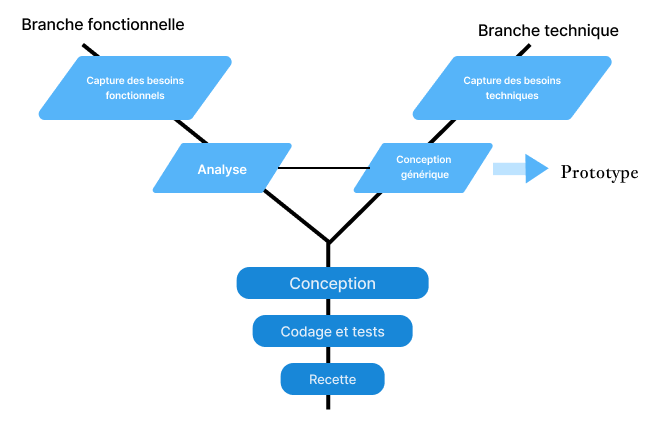 Branche fonctionnelle
Branche technique
Capture des besoins
fonctionnels
Capture des besoins
techniques
Analyse
Conception
générique
Prototype
Conception
Codage et tests
Recette